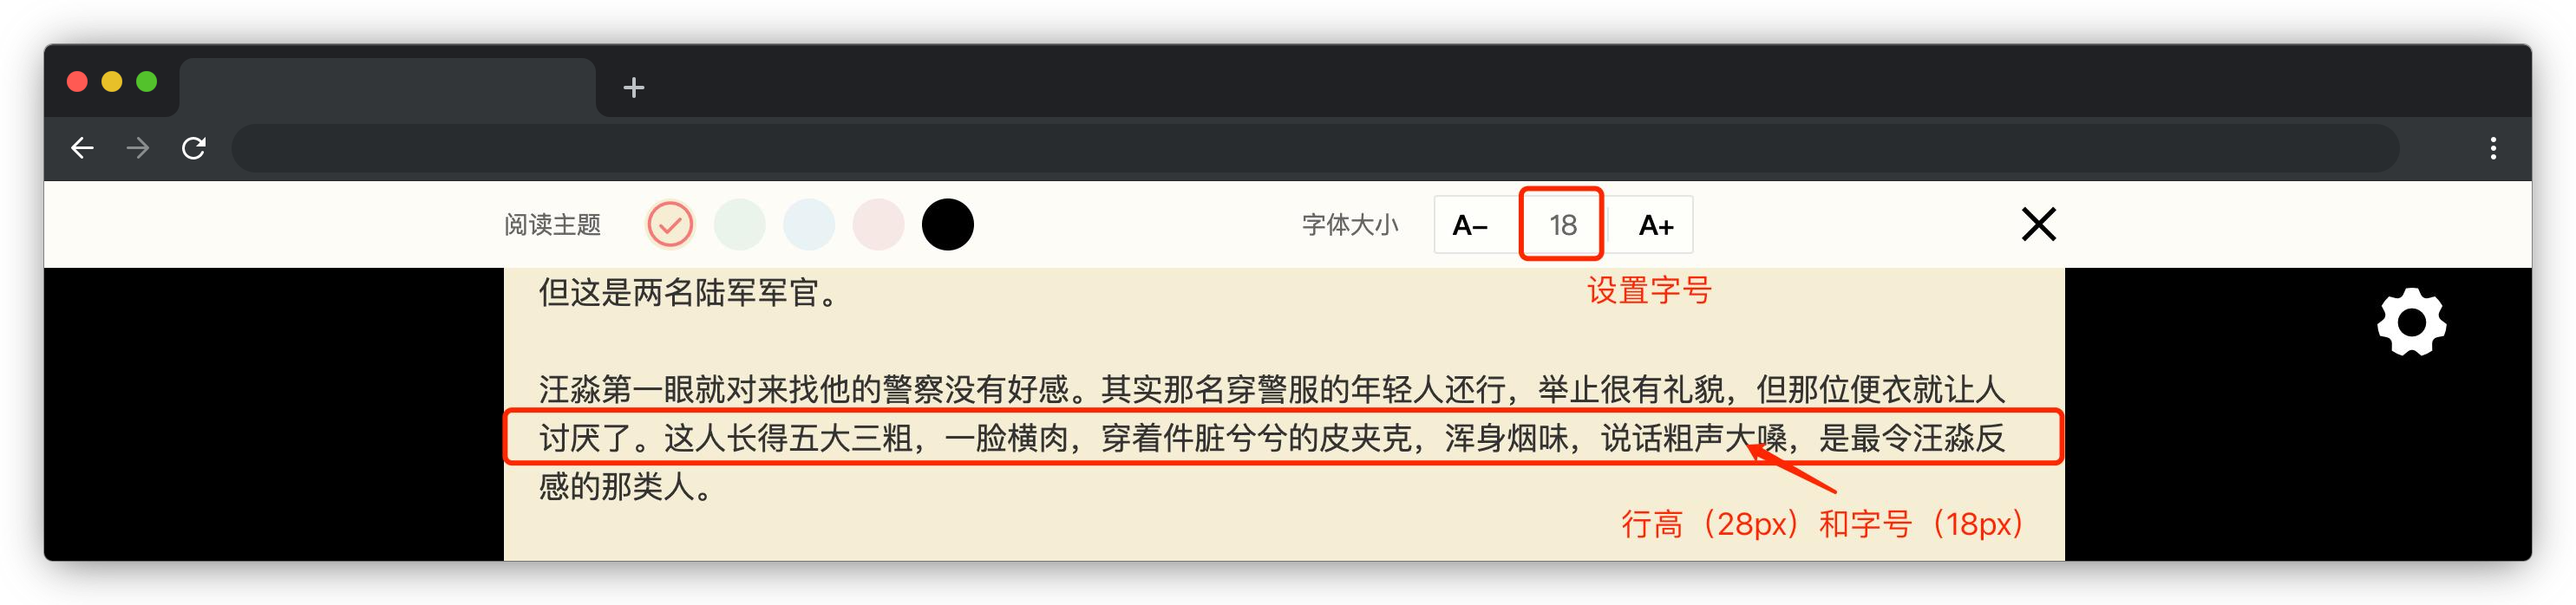 阅读主题
字体大小 A- 18 A+
但这是两名陆军军官。
设置字号
汪淼第一眼就对来找他的警察没有好感。其实那名穿警服的年轻人还行，举止很有礼貌，但那位便衣就让人
讨厌了。这人长得五大三粗，一脸横肉，穿着件脏兮兮的皮夹克，浑身烟味，说话粗声大嗓，是最令汪淼反
感的那类人。
行高（28px）和字号（18px）